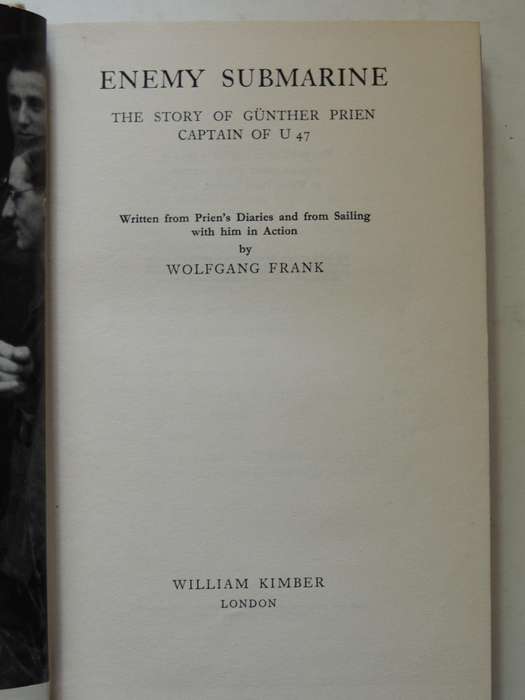 ENEMY SUBMARINE
THE STORY OF GÜNTHER PRIEN
CAPTAIN OF U 47
Written from Prien's Diaries and from Sailing
with him in Action
by
WOLFGANG FRANK
WILLIAM KIMBER
LONDON